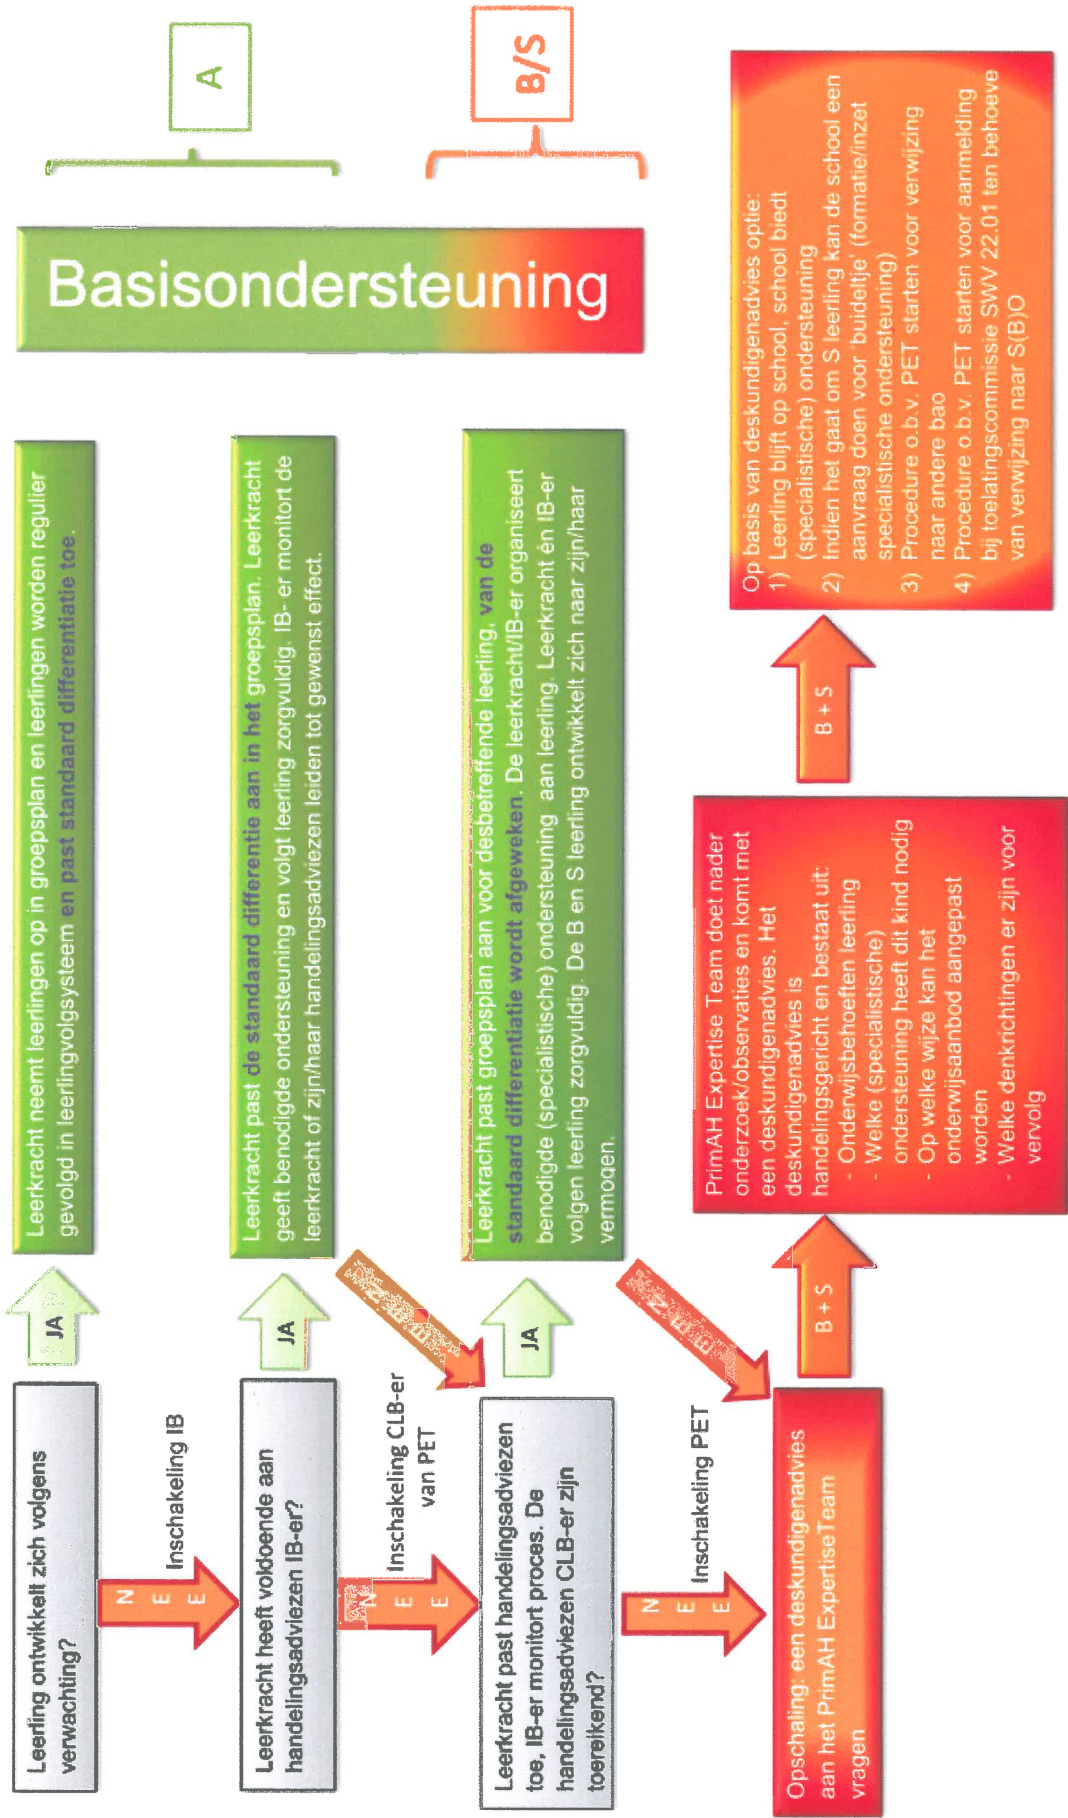 Leerling ontwikkelt zich volgens
verwachting?
JA
Leerkracht neemt leerlingen op in groepsplan en leerlingen worden regulier
gevolgd in leerlingvolgsysteem en past standaard differentiatie toe.
Basisondersteuning
A
N
E
E
Inschakeling IB
Leerkracht heeft voldoende aan
handelingsadviezen IB-er?
JA
Leerkracht past de standaard differentie aan in het groepsplan. Leerkracht
geeft benodigde ondersteuning en volgt leerling zorgvuldig. IB- er monitort de
leerkracht of zijn/haar handelingsadviezen leiden tot gewenst effect.
N
E
E
Inschakeling CLB-er
van PET
N
E
E
Leerkracht past handelingsadviezen
toe, IB-er monitort proces. De
handelingsadviezen CLB-er zijn
toereikend?
JA
Leerkracht past groepsplan aan voor desbetreffende leerling, van de
standaard differentiatie wordt afgeweken. De leerkracht/IB-er organiseert
benodigde (specialistische) ondersteuning aan leerling. Leerkracht én IB-er
volgen leerling zorgvuldig. De B en S leerling ontwikkelt zich naar zijn/haar
vermogen.
B/S
N
E
E
Inschakeling PET
N
E
E
Opschaling: een deskundigenadvies
aan het PrimAH ExpertiseTeam
vragen
B + S
PrimAH Expertise Team doet nader
onderzoek/observaties en komt met
een deskundigenadvies. Het
deskundigenadvies is
handelingsgericht en bestaat uit:
- Onderwijsbehoeften leerling
- Welke (specialistische)
ondersteuning heeft dit kind nodig
- Op welke wijze kan het
onderwijsaanbod aangepast
worden
- Welke denkrichtingen er zijn voor
vervolg
B + S
Op basis van deskundigenadvies optie:
1) Leerling blijft op school, school biedt
(specialistische) ondersteuning
2) Indien het gaat om S leerling kan de school een
aanvraag doen voor 'buideltje' (formatie/inzet
specialistische ondersteuning)
3) Procedure o.b.v. PET starten voor verwijzing
naar andere bao
4) Procedure o.b.v. PET starten voor aanmelding
bij toelatingscommissie SWV 22.01 ten behoeve
van verwijzing naar S(B)O